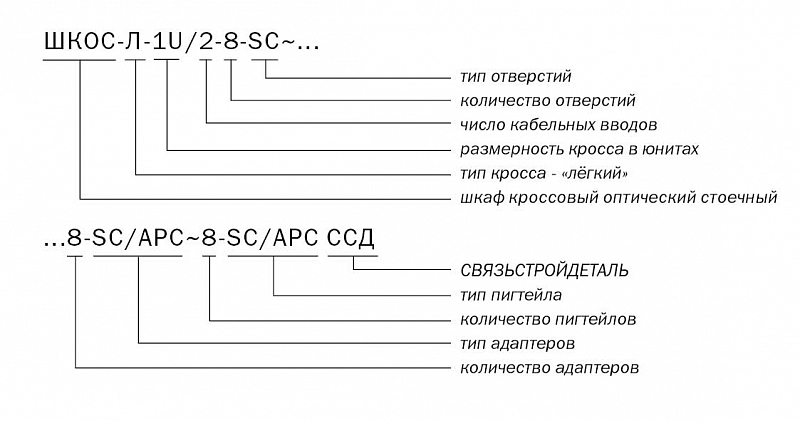 ШКОС-Л-1U/2-8-SC~...
тип отверстий
количество отверстий
число кабельных вводов
размерность кросса в юнитах
тип кросса - «лёгкий»
шкаф кроссовый оптический стоечный
...8-SC/APC~8-SC/APC ССД
СВЯЗЬСТРОЙДЕТАЛЬ
тип пигтейла
количество пигтейлов
тип адаптеров
количество адаптеров